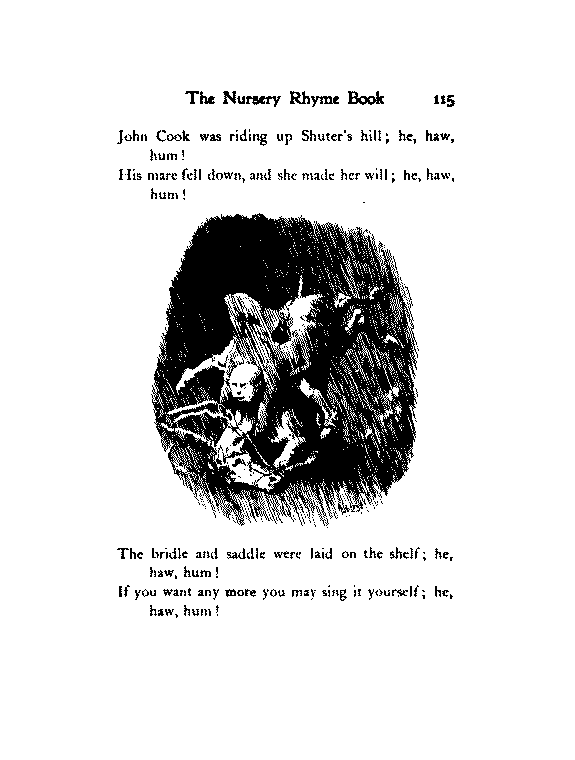 The Nursery Rhyme Book 115
John Cook was riding up Shuter's hill; he, haw,
hum!
His mare fell down, and she made her will; he, haw,
hum!
The bridle and saddle were laid on the shelf; he,
haw, hum!
If you want any more you may sing it yourself; he,
haw, hum!